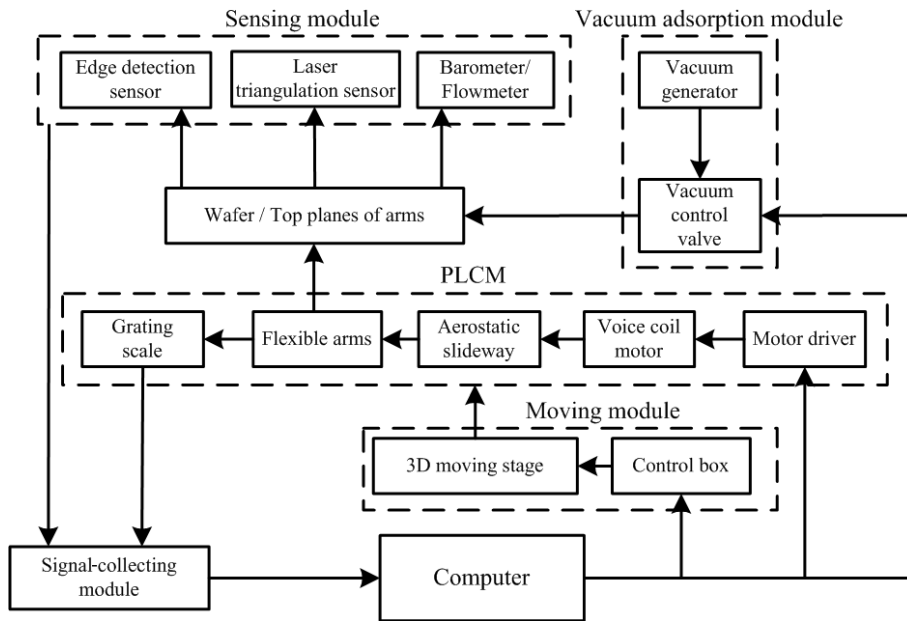 Sensing module
Vacuum adsorption module
Edge detection
sensor
Laser
triangulation sensor
Barometer/
Flowmeter
Vacuum
generator
Wafer / Top planes of arms
Vacuum
control
valve
PLCM
Grating
scale
Flexible arms
Aerostatic
slideway
Voice coil
motor
Motor driver
Moving module
3D moving stage
Control box
Signal-collecting
module
Computer